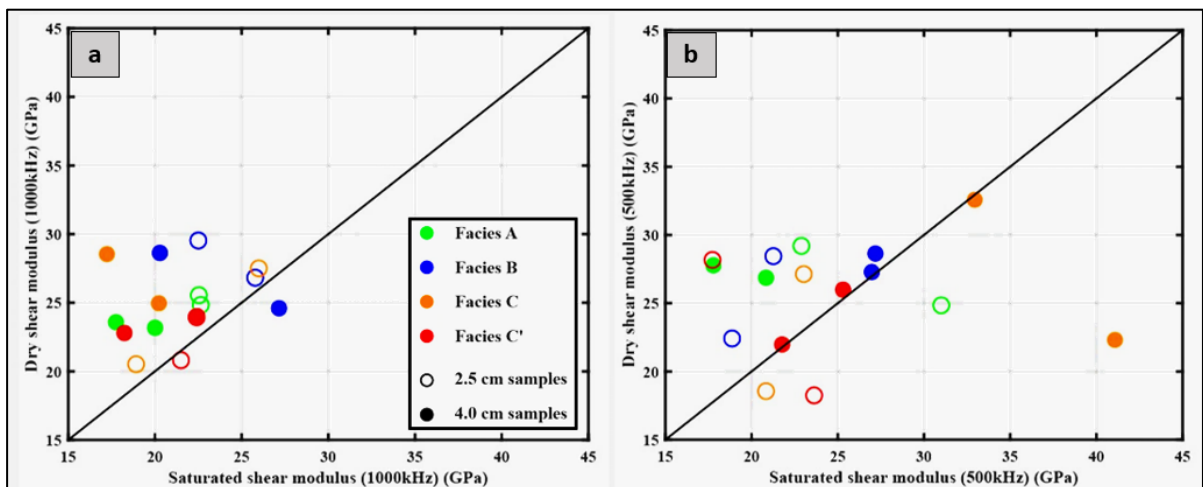 a
Dry shear modulus (1000kHz) (GPa)
45
40
35
30
25
20
15
15 20 25 30 35 40 45
Saturated shear modulus (1000kHz) (GPa)
Facies A
Facies B
Facies C
Facies C'
2.5 cm samples
4.0 cm samples
b
Dry shear modulus (500kHz) (GPa)
45
40
35
30
25
20
15
15 20 25 30 35 40 45
Saturated shear modulus (500kHz) (GPa)